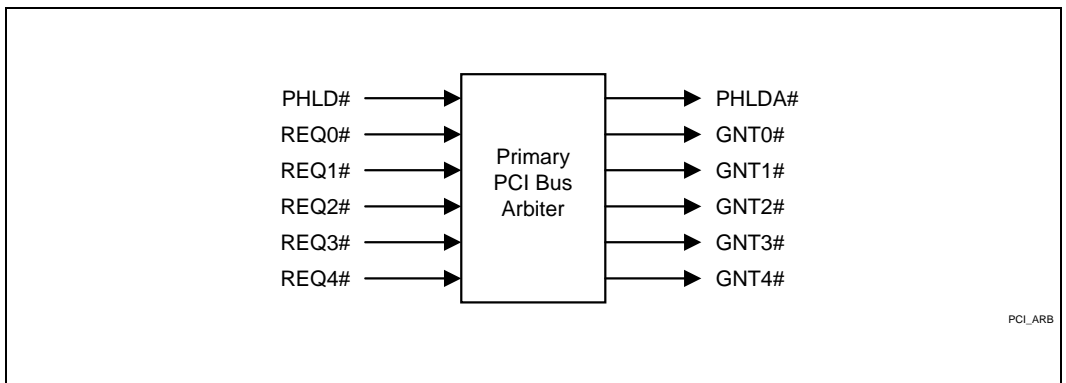 PHLD#
REQ0#
REQ1#
REQ2#
REQ3#
REQ4#
Primary
PCI Bus
Arbiter
PHLDA#
GNT0#
GNT1#
GNT2#
GNT3#
GNT4#
PCI_ARB